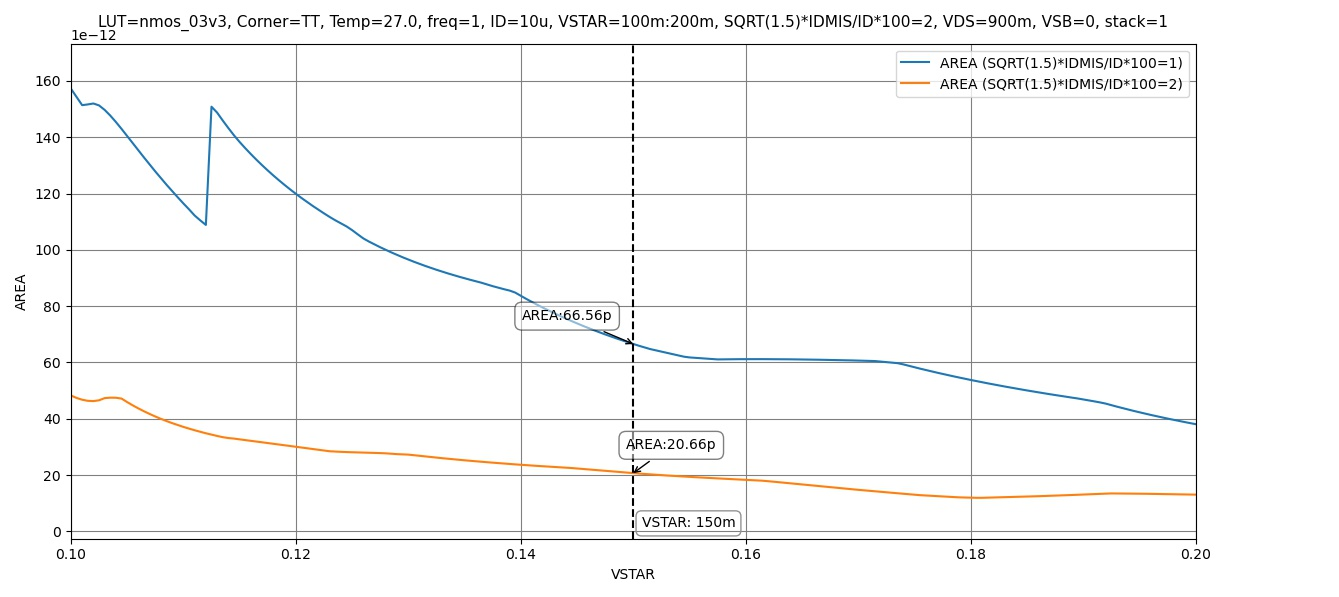 LUT=nmos_03v3, Corner=TT, Temp=27.0, freq=1, ID=10u, VSTAR=100m:200m, SQRT(1.5)*IDMIS/ID*100=2, VDS=900m, VSB=0, stack=1
1e−12
AREA (SQRT(1.5)*IDMIS/ID*100=1)
AREA (SQRT(1.5)*IDMIS/ID*100=2)
160
140
120
100
80
60
40
20
0
AREA
AREA:66.56p
AREA:20.66p
VSTAR: 150m
0.10
0.12
0.14
0.16
0.18
0.20
VSTAR